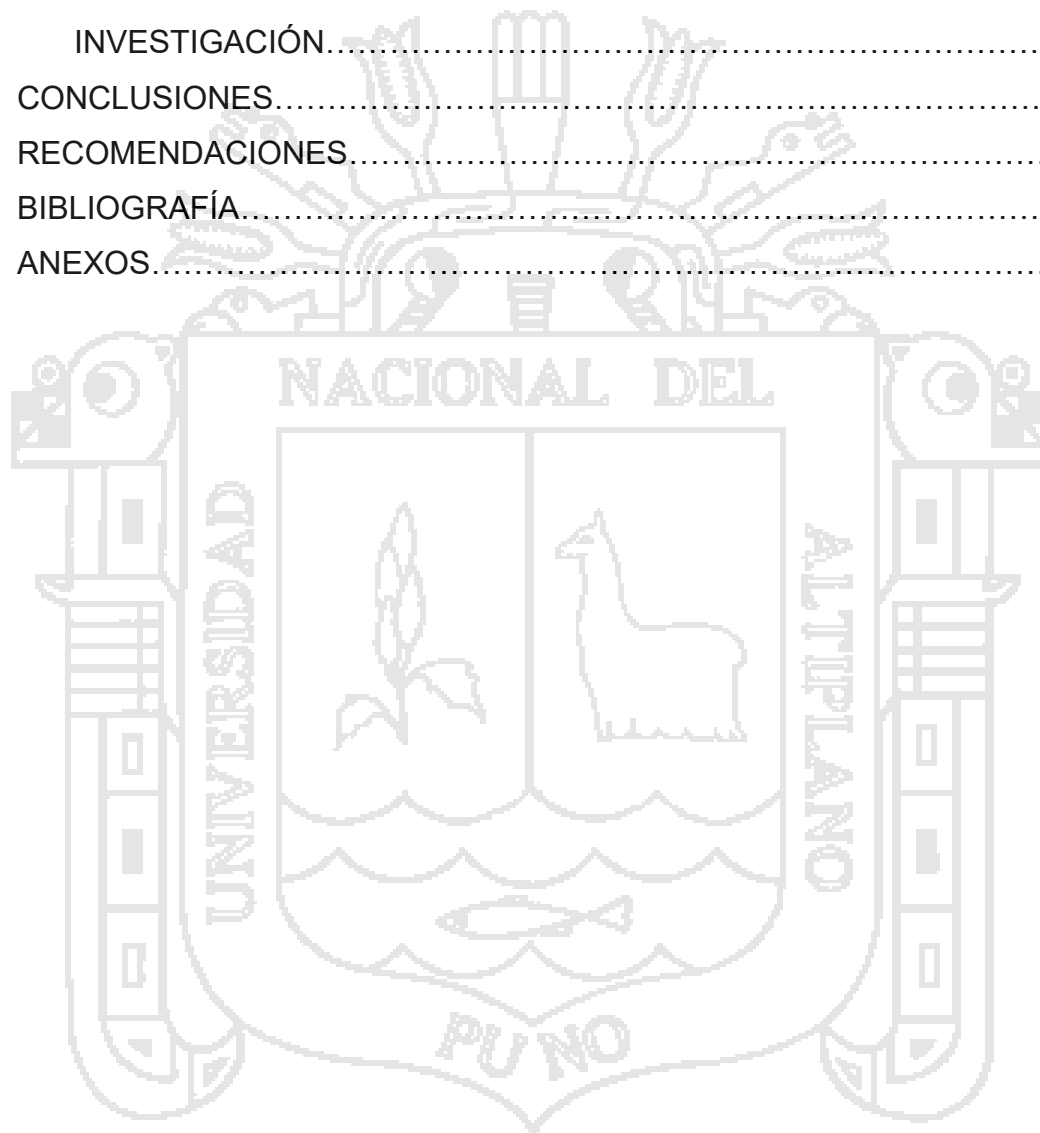 INVESTIGACIÓN……………………………………………………………
CONCLUSIONES………………………………………………………………
RECOMENDACIONES……………………………………………...……………
BIBLIOGRAFÍA…………………………………………………………………
ANEXOS…………………………………………………………………………
NACIONAL DEL
UNIVERSIDAD
ALTIPLANO
PUNO